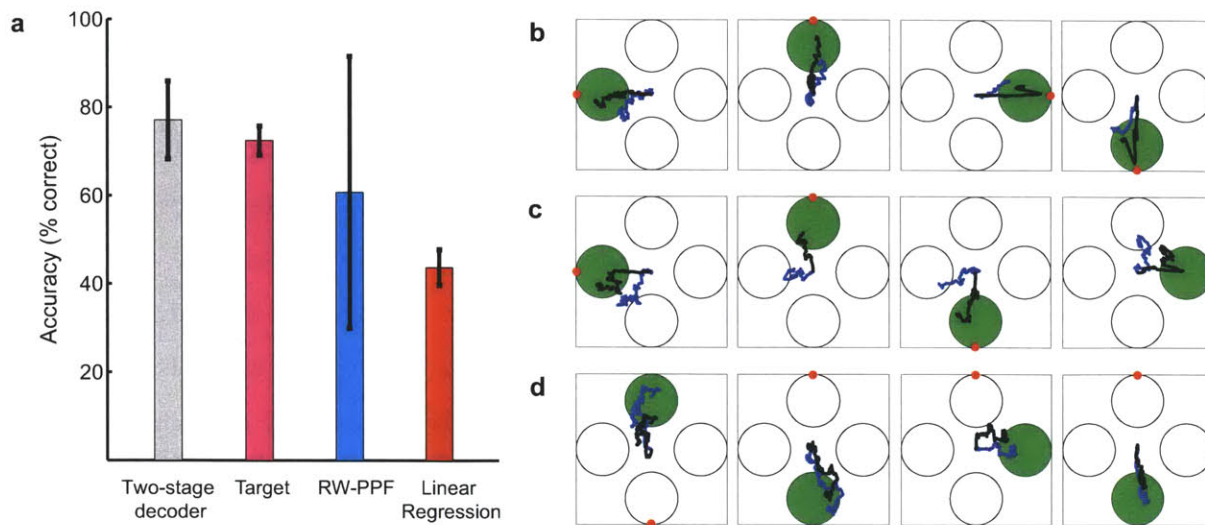 a
100
80
60
40
20
Accuracy (% correct)
Two-stage
decoder
Target
RW-PPF
Linear
Regression
b
c
d